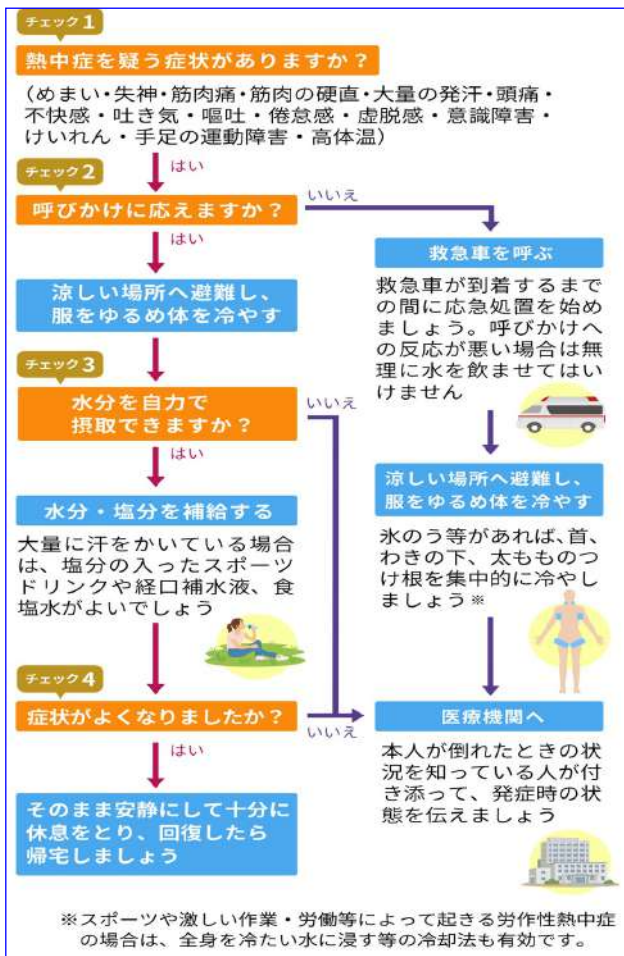 チェック1
熱中症を疑う症状がありますか？
（めまい・失神・筋肉痛・筋肉の硬直・大量の発汗・頭痛・
不快感・吐き気・嘔吐・倦怠感・虚脱感・意識障害・
けいれん・手足の運動障害・高体温）
はい
チェック2
呼びかけに応えますか？
いいえ
はい
涼しい場所へ避難し、
服をゆるめ体を冷やす
チェック3
水分を自力で
摂取できますか？
いいえ
はい
水分・塩分を補給する
大量に汗をかいている場合
は、塩分の入ったスポーツ
ドリンクや経口補水液、食
塩水がよいでしょう
チェック4
症状がよくなりましたか？
いいえ
はい
そのまま安静にして十分に
休息をとり、回復したら
帰宅しましょう
救急車を呼ぶ
救急車が到着するまで
の間に応急処置を始め
ましょう。呼びかけへ
の反応が悪い場合は無
理に水を飲ませてはい
けません
涼しい場所へ避難し、
服をゆるめ体を冷やす
氷のう等があれば、首、
わきの下、太もものつ
け根を集中的に冷やし
ましょう※
医療機関へ
本人が倒れたときの状
況を知っている人が付
き添って、発症時の状
態を伝えましょう
※スポーツや激しい作業・労働等によって起きる労作性熱中症
の場合は、全身を冷たい水に浸す等の冷却法も有効です。